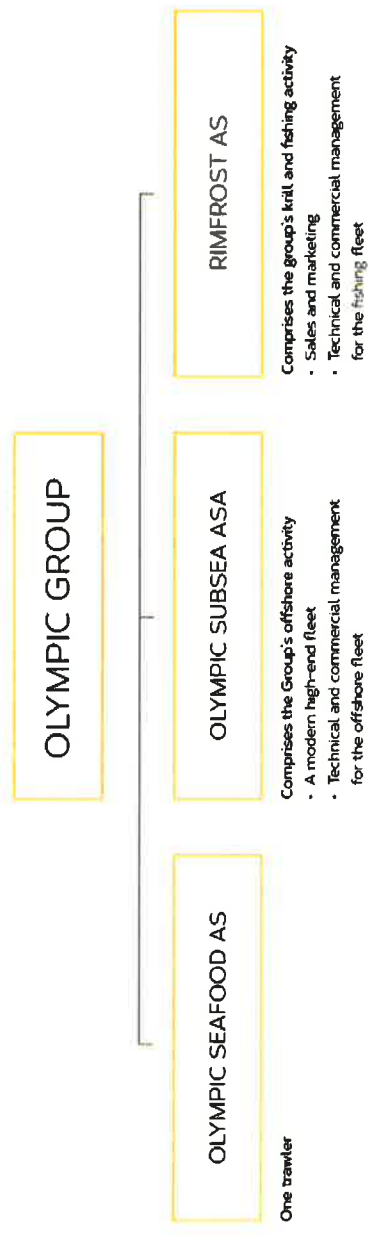 OLYMPIC GROUP
OLYMPIC SEAFOOD AS
One trawler
OLYMPIC SUBSEA ASA
Comprises the Group's offshore activity
• A modern high-end fleet
• Technical and commercial management
for the offshore fleet
RIMFROST AS
Comprises the group's krill and fishing activity
• Sales and marketing
• Technical and commercial management
for the fishing fleet